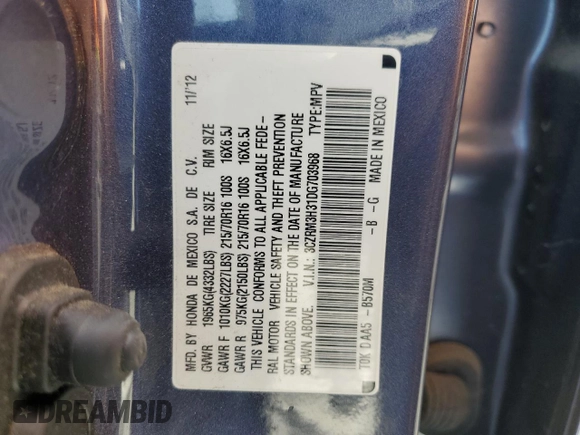 MFD. BY HONDA DE MEXICO S.A. DE C.V. 11/'12
GVWR 1965KG(4332LBS) TIRE SIZE RIM SIZE
GAWR F 1010KG(2227LBS) 215/70R16 100S 16X6.5J
GAWR R 975KG(2150LBS) 215/70R16 100S 16X6.5J
THIS VEHICLE CONFORMS TO ALL APPLICABLE FEDE-
RAL MOTOR VEHICLE SAFETY AND THEFT PREVENTION
STANDARDS IN EFFECT ON THE DATE OF MANUFACTURE
SHOWN ABOVE. V.I.N.: 3CZRM3H31DG703968 TYPE:MPV
T0K D AA5 -B570M -B -G MADE IN MEXICO
DREAMBID